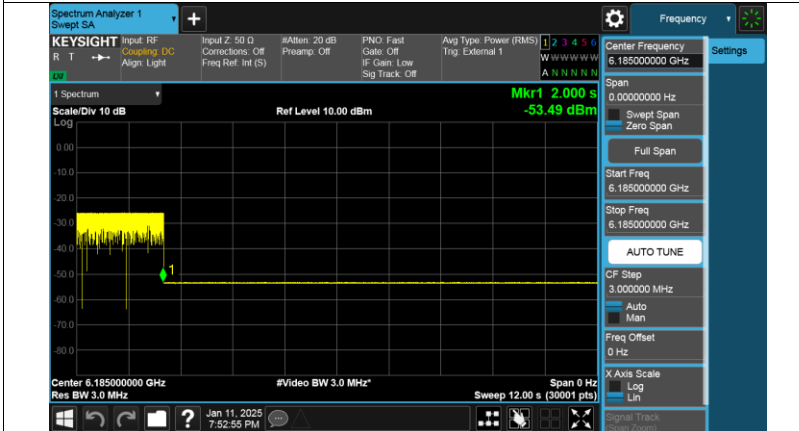 Spectrum Analyzer 1
Swept SA
+
Frequency
KEYSIGHT
R T
LXI
Input: RF
Coupling: DC
Align: Light
Input Z: 50 Ω
Corrections: Off
Freq Ref: Int (S)
#Atten: 20 dB
Preamp: Off
PNO: Fast
Gate: Off
IF Gain: Low
Sig Track: Off
Avg Type: Power (RMS)
Trig: External 1
1 2 3 4 5 6
W W W W W W
A N N N N N
1 Spectrum
Scale/Div 10 dB
Ref Level 10.00 dBm
Mkr1 2.000 s
-53.49 dBm
Log
0.00
-10.0
-20.0
-30.0
-40.0
-50.0
-60.0
-70.0
-80.0
1
Center 6.185000000 GHz
#Video BW 3.0 MHz*
Span 0 Hz
Res BW 3.0 MHz
Sweep 12.00 s (30001 pts)
Center Frequency
6.185000000 GHz
Settings
Span
0.00000000 Hz
Swept Span
Zero Span
Full Span
Start Freq
6.185000000 GHz
Stop Freq
6.185000000 GHz
AUTO TUNE
CF Step
3.000000 MHz
Auto
Man
Freq Offset
0 Hz
X Axis Scale
Log
Lin
Signal Track
(Span Zoom)
?
Jan 11, 2025
7:52:55 PM